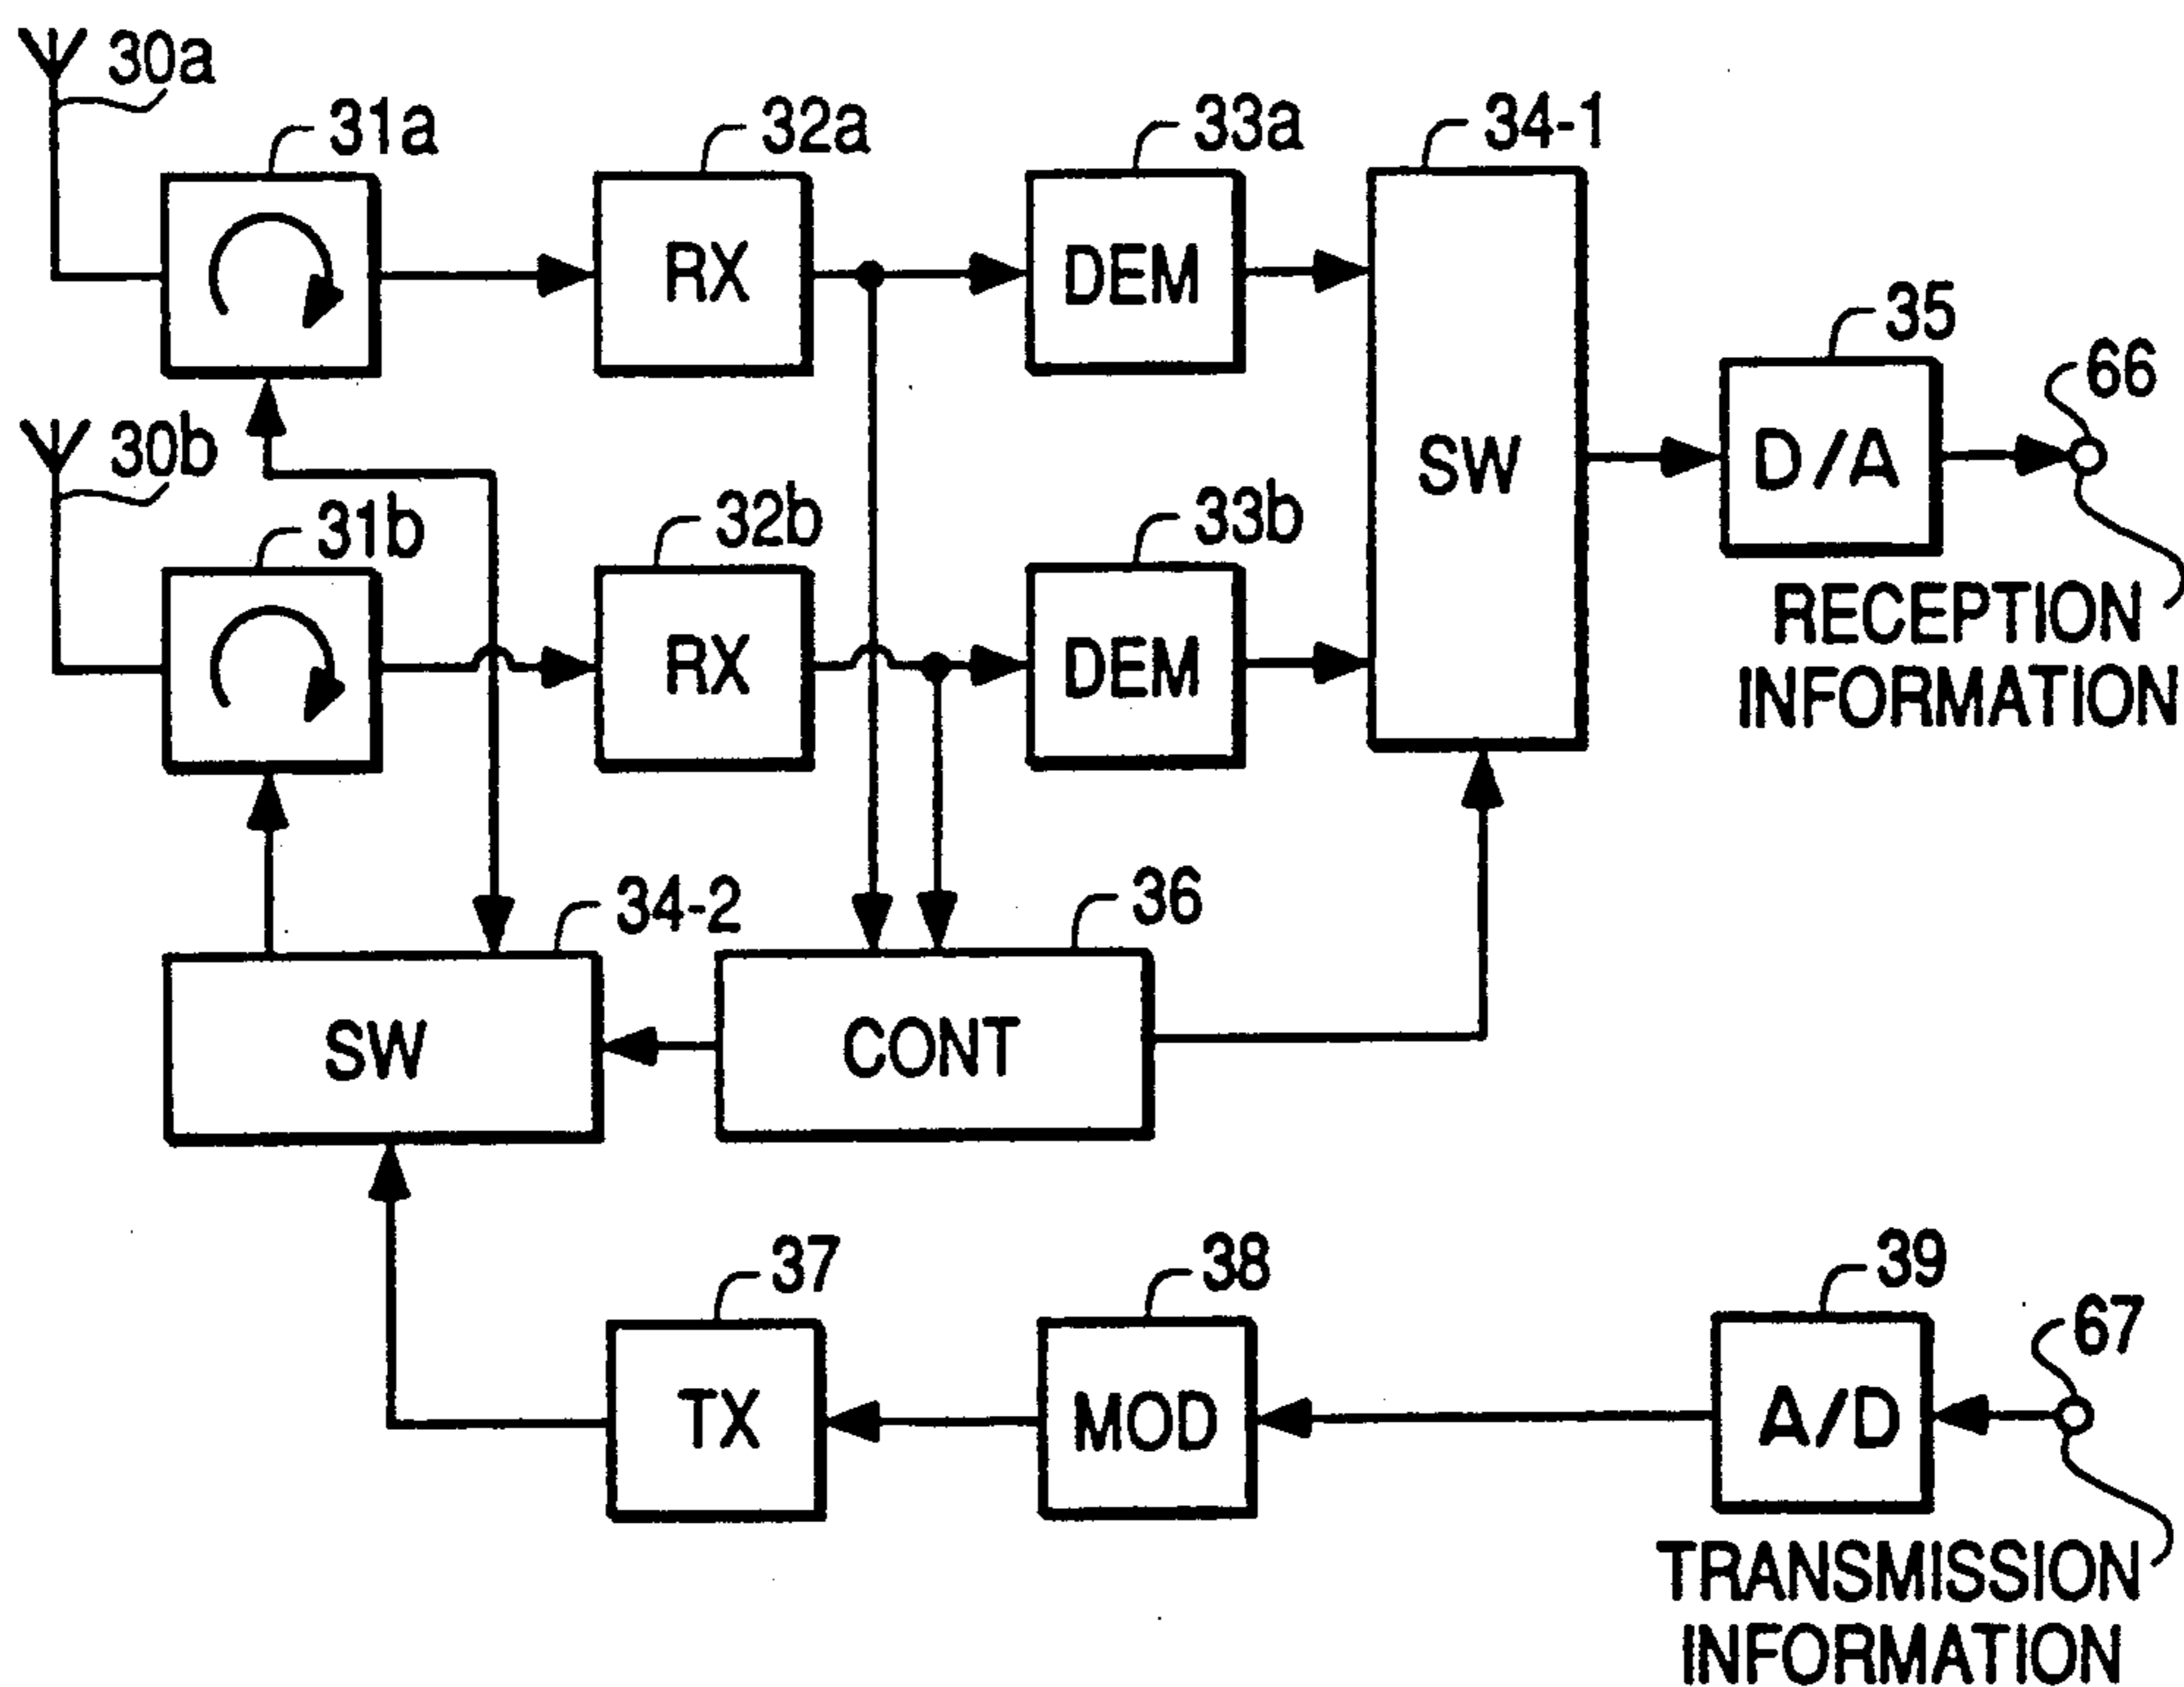 30a
31a
32a
33a
34-1
RX
DEM
35
66
30b
D/A
SW
31b
32b
33b
RECEPTION
INFORMATION
RX
DEM
34-2
36
SW
CONT
37
38
39
67
TX
MOD
A/D
TRANSMISSION
INFORMATION